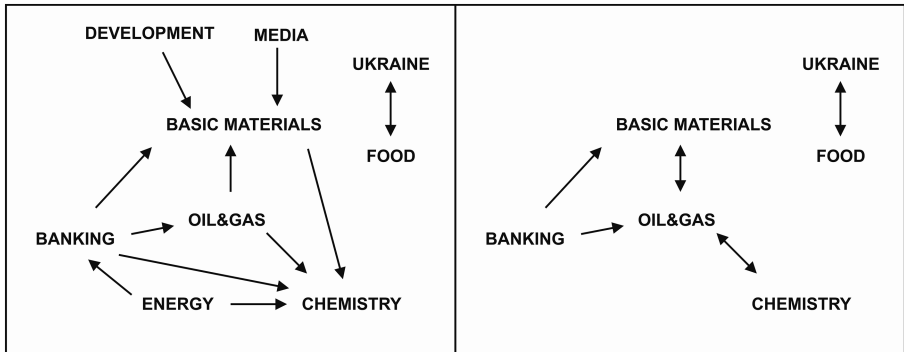 DEVELOPMENT
MEDIA
UKRAINE
BASIC MATERIALS
FOOD
OIL&GAS
BANKING
ENERGY
CHEMISTRY
UKRAINE
BASIC MATERIALS
FOOD
OIL&GAS
BANKING
CHEMISTRY